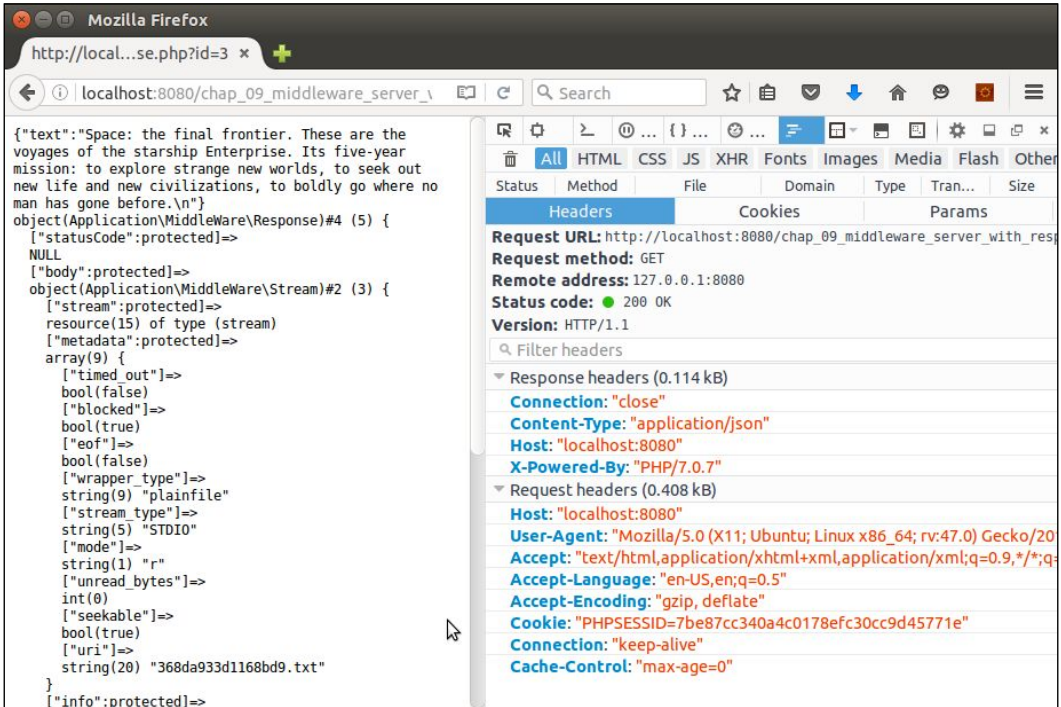 Mozilla Firefox
http://local...se.php?id=3 ×
localhost:8080/chap_09_middleware_server_
Search
{"text":"Space: the final frontier. These are the
voyages of the starship Enterprise. Its five-year
mission: to explore strange new worlds, to seek out
new life and new civilizations, to boldly go where no
man has gone before.\n"}
object(Application\MiddleWare\Response)#4 (5) {
["statusCode":protected]=>
NULL
["body":protected]=>
object(Application\MiddleWare\Stream)#2 (3) {
["stream":protected]=>
resource(15) of type (stream)
["metadata":protected]=>
array(9) {
["timed_out"]=>
bool(false)
["blocked"]=>
bool(true)
["eof"]=>
bool(false)
["wrapper_type"]=>
string(9) "plainfile"
["stream_type"]=>
string(5) "STDIO"
["mode"]=>
string(1) "r"
["unread_bytes"]=>
int(0)
["seekable"]=>
bool(true)
["uri"]=>
string(20) "368da933d1168bd9.txt"
}
["info":protected]=>
All HTML CSS JS XHR Fonts Images Media Flash Other
Status Method File Domain Type Tran... Size
Headers Cookies Params
Request URL: http://localhost:8080/chap_09_middleware_server_with_resp
Request method: GET
Remote address: 127.0.0.1:8080
Status code: 200 OK
Version: HTTP/1.1
Filter headers
Response headers (0.114 kB)
Connection: "close"
Content-Type: "application/json"
Host: "localhost:8080"
X-Powered-By: "PHP/7.0.7"
Request headers (0.408 kB)
Host: "localhost:8080"
User-Agent: "Mozilla/5.0 (X11; Ubuntu; Linux x86_64; rv:47.0) Gecko/20
Accept: "text/html,application/xhtml+xml,application/xml;q=0.9,*/*;q=
Accept-Language: "en-US,en;q=0.5"
Accept-Encoding: "gzip, deflate"
Cookie: "PHPSESSID=7be87cc340a4c0178efc30cc9d45771e"
Connection: "keep-alive"
Cache-Control: "max-age=0"